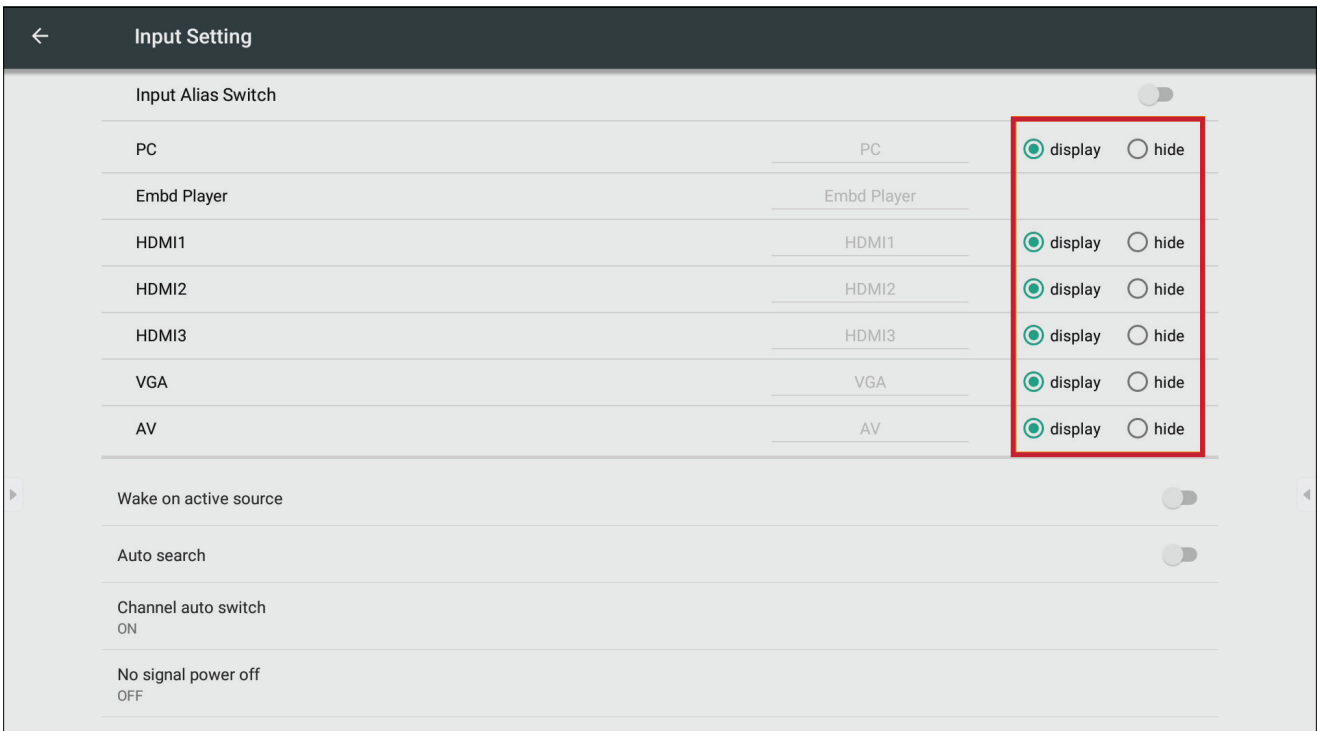 Input Setting
Input Alias Switch
PC PC display hide
Embd Player Embd Player
HDMI1 HDMI1 display hide
HDMI2 HDMI2 display hide
HDMI3 HDMI3 display hide
VGA VGA display hide
AV AV display hide
Wake on active source
Auto search
Channel auto switch
ON
No signal power off
OFF